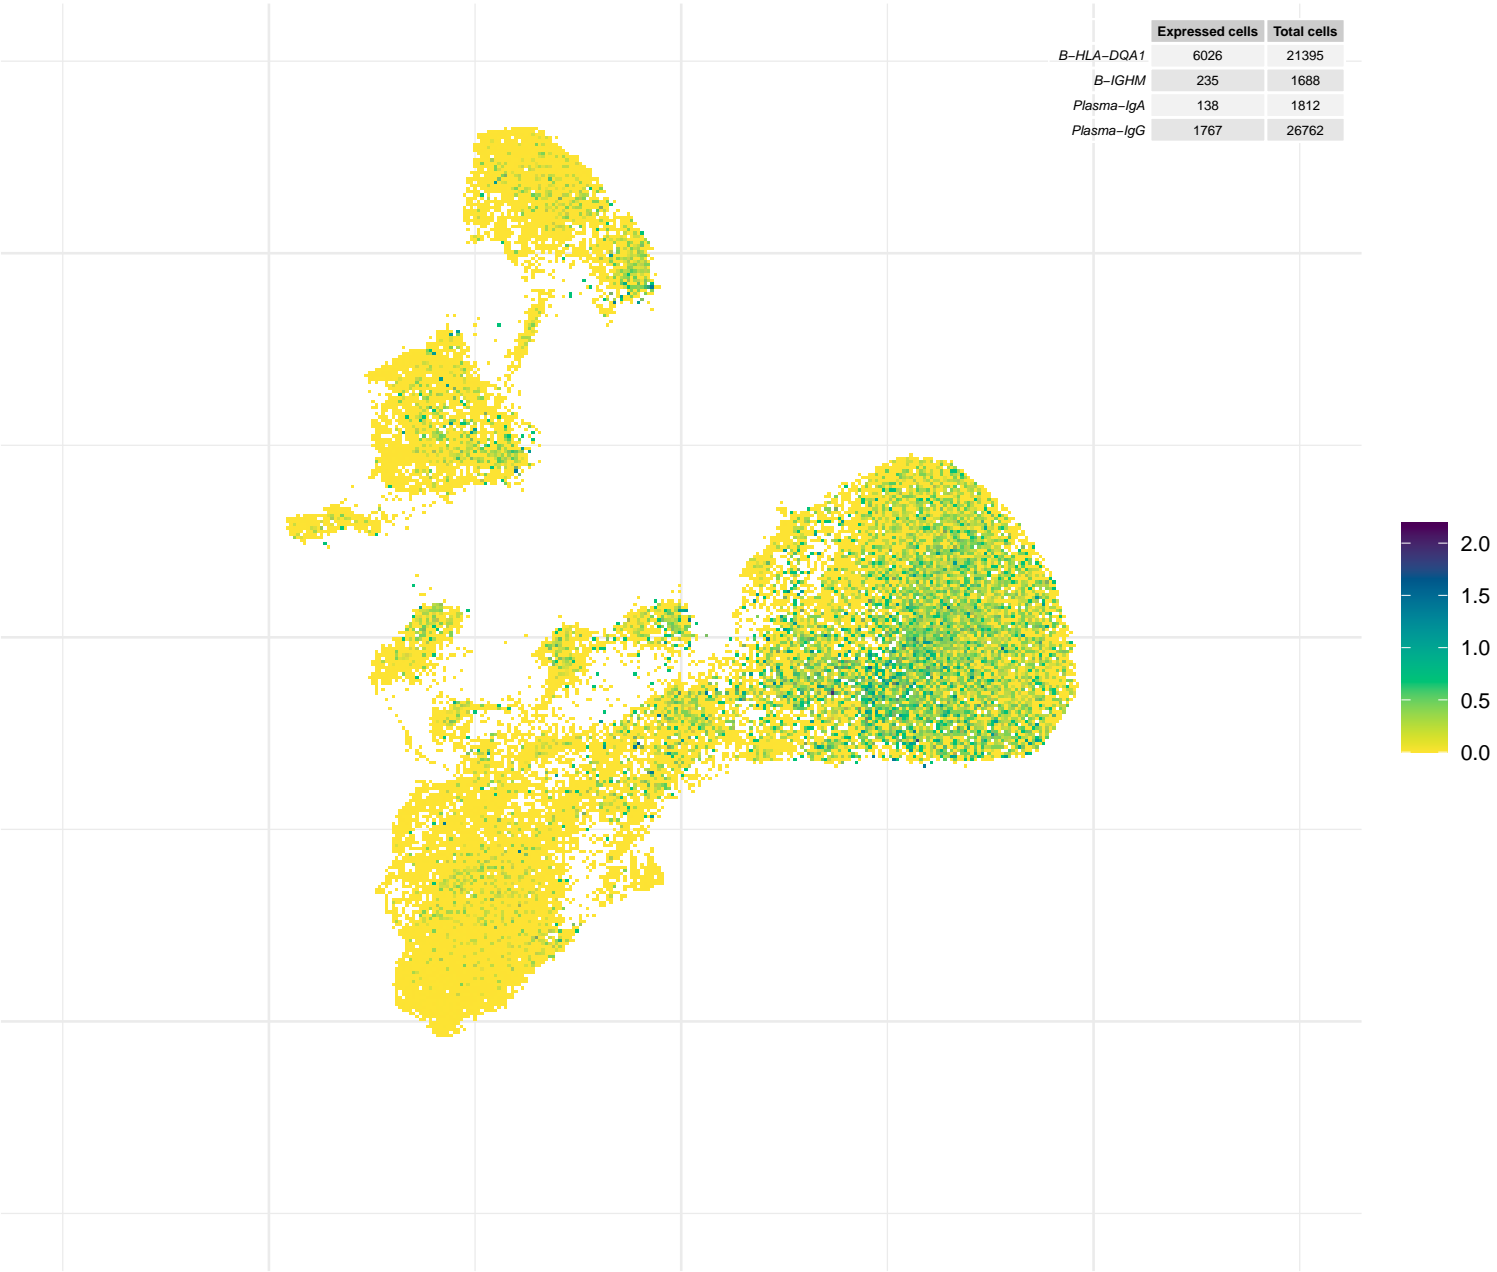 Expressed cells Total cells
B−HLA−DQA1 6026 21395
B−IGHM 235 1688
Plasma−IgA 138 1812
Plasma−IgG 1767 26762
2.0
1.5
1.0
0.5
0.0